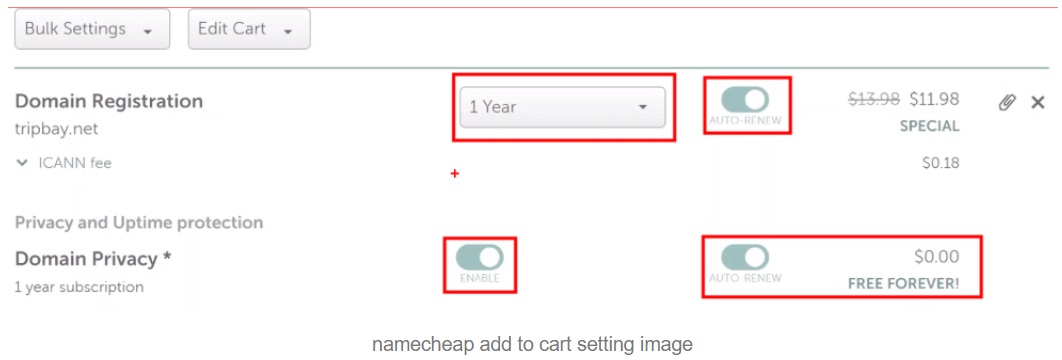 Bulk Settings
Edit Cart
Domain Registration
1 Year
AUTO-RENEW
$13.98 $11.98
tripbay.net
SPECIAL
ICANN fee
$0.18
Privacy and Uptime protection
Domain Privacy *
ENABLE
AUTO-RENEW
$0.00
1 year subscription
FREE FOREVER!
namecheap add to cart setting image